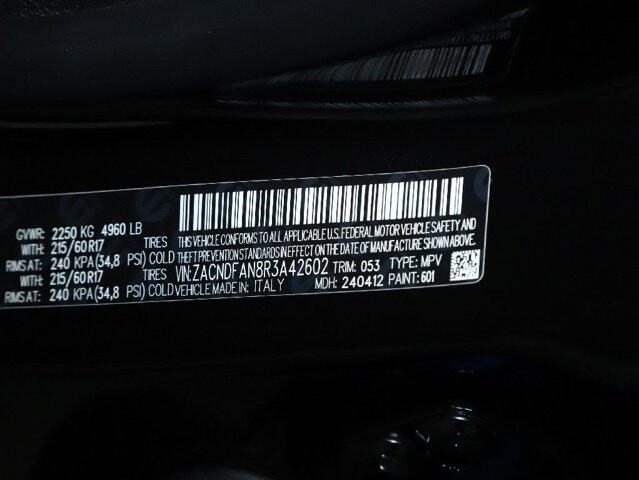 GVWR: 2250 KG 4960 LB
WITH: 215/60R17 TIRES
RIMS AT: 240 KPA(34,8 PSI) COLD
WITH: 215/60R17 TIRES
RIMS AT: 240 KPA(34,8 PSI) COLD
THIS VEHICLE CONFORMS TO ALL APPLICABLE U.S. FEDERAL MOTOR VEHICLE SAFETY AND
THEFT PREVENTION STANDARDS IN EFFECT ON THE DATE OF MANUFACTURE SHOWN ABOVE.
VIN: ZACNDFAN8R3A42602 TRIM: 053 TYPE: MPV
VEHICLE MADE IN: ITALY MDH: 240412 PAINT: 601